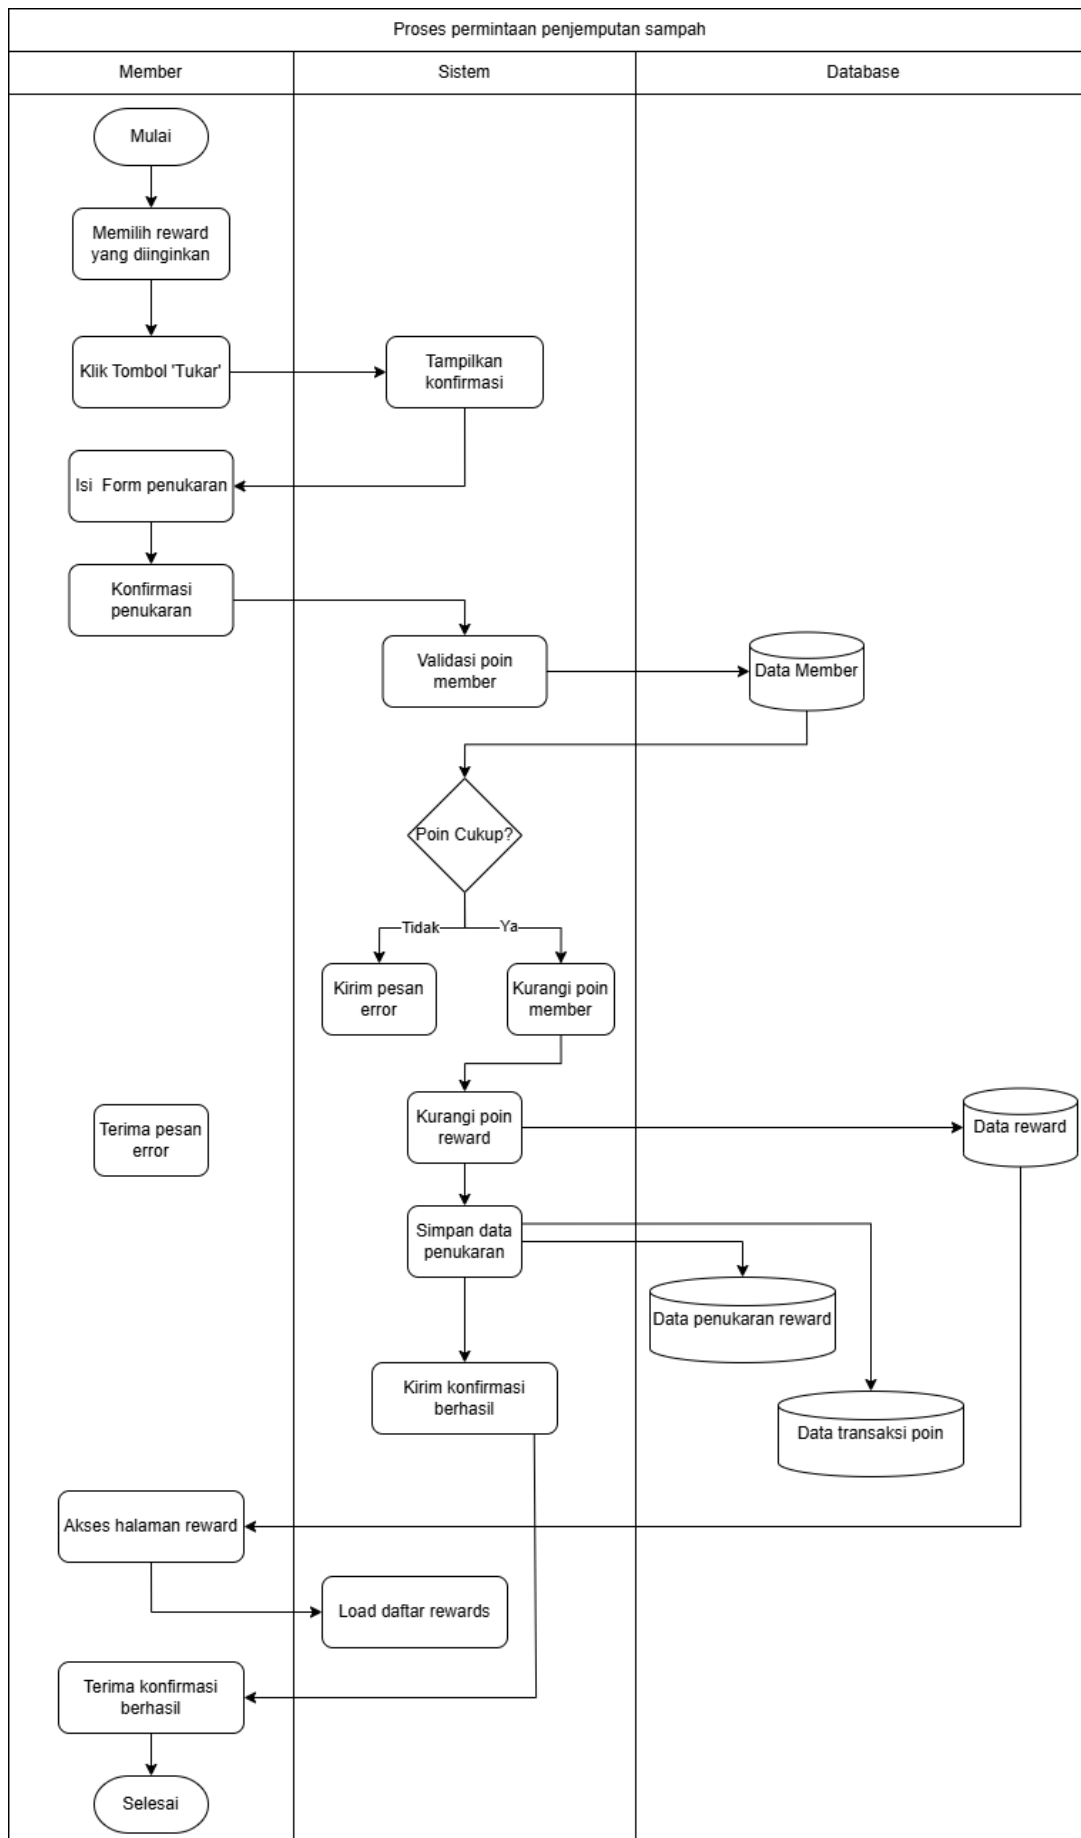 Proses permintaan penjemputan sampah
Member
Sistem
Database
Mulai
Memilih reward
yang diinginkan
Klik Tombol 'Tukar'
Tampilkan
konfirmasi
Isi Form penukaran
Konfirmasi
penukaran
Validasi poin
member
Data Member
Poin Cukup?
Tidak
Ya
Kirim pesan
error
Kurangi poin
member
Terima pesan
error
Kurangi poin
reward
Data reward
Simpan data
penukaran
Data penukaran reward
Kirim konfirmasi
berhasil
Data transaksi poin
Akses halaman reward
Load daftar rewards
Terima konfirmasi
berhasil
Selesai